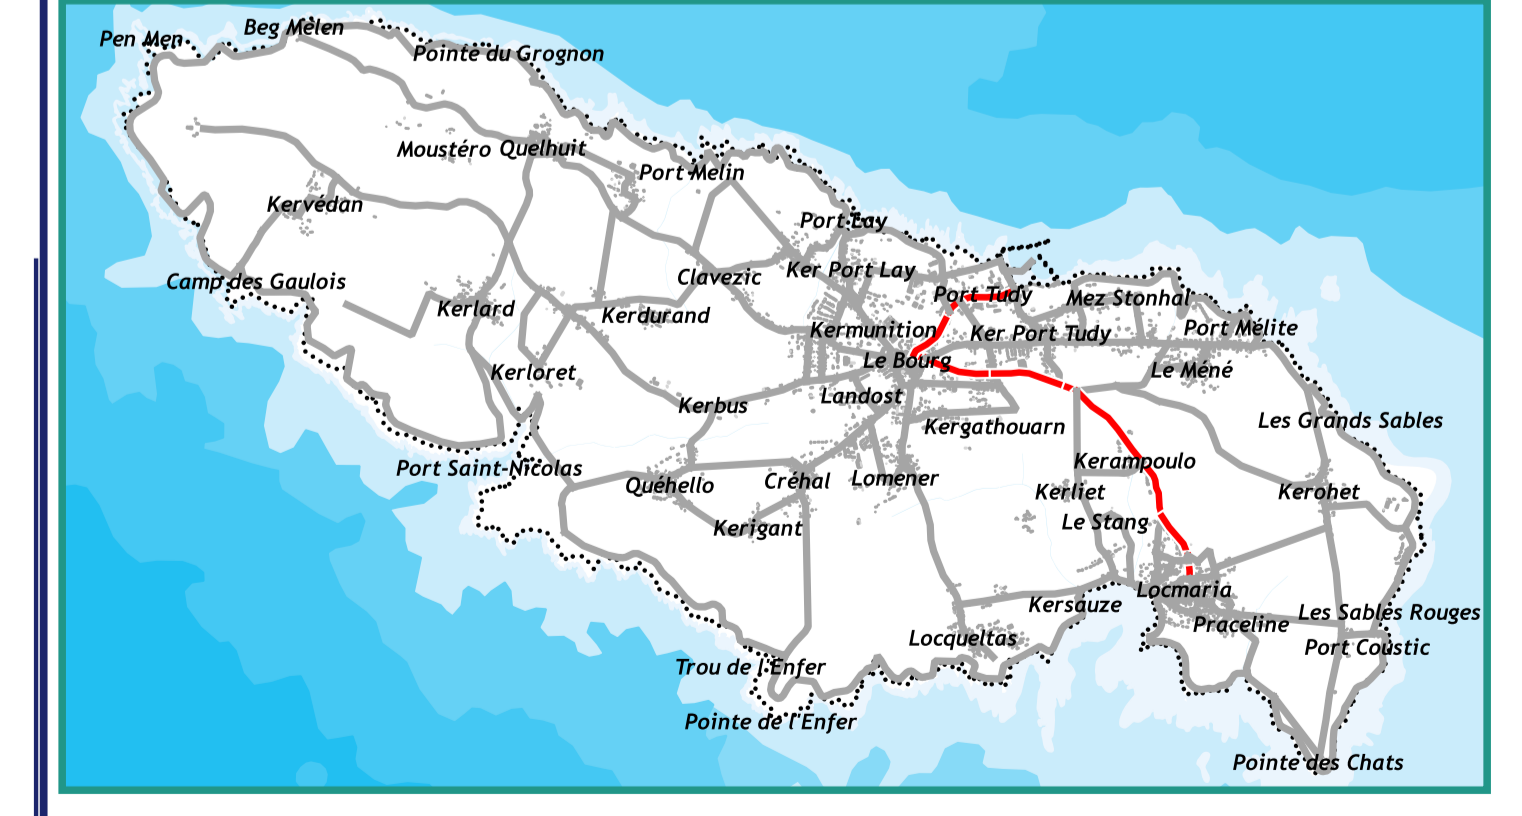 Beg Mèlen
Pen Men
Pointe du Grognon
Moustéro
Quelhuit
Port Melin
Kervédan
Port Lay
Camp des Gaulois
Clavezic
Ker Port Lay
Port Tudy
Mez Stonhal
Kerlard
Kerdurand
Kermunition
Ker Port Tudy
Port Mélite
Le Bourg
Kerloret
Le Méné
Landost
Kerbus
Kergathouarn
Les Grands Sables
Port Saint-Nicolas
Kerampoulo
Quéhello
Créhal
Lomener
Kerliet
Kerohet
Kerigant
Le Stang
Locmaria
Kersauze
Les Sables Rouges
Praceline
Locqueltas
Port Coustic
Trou de l'Enfer
Pointe de l'Enfer
Pointe des Chats